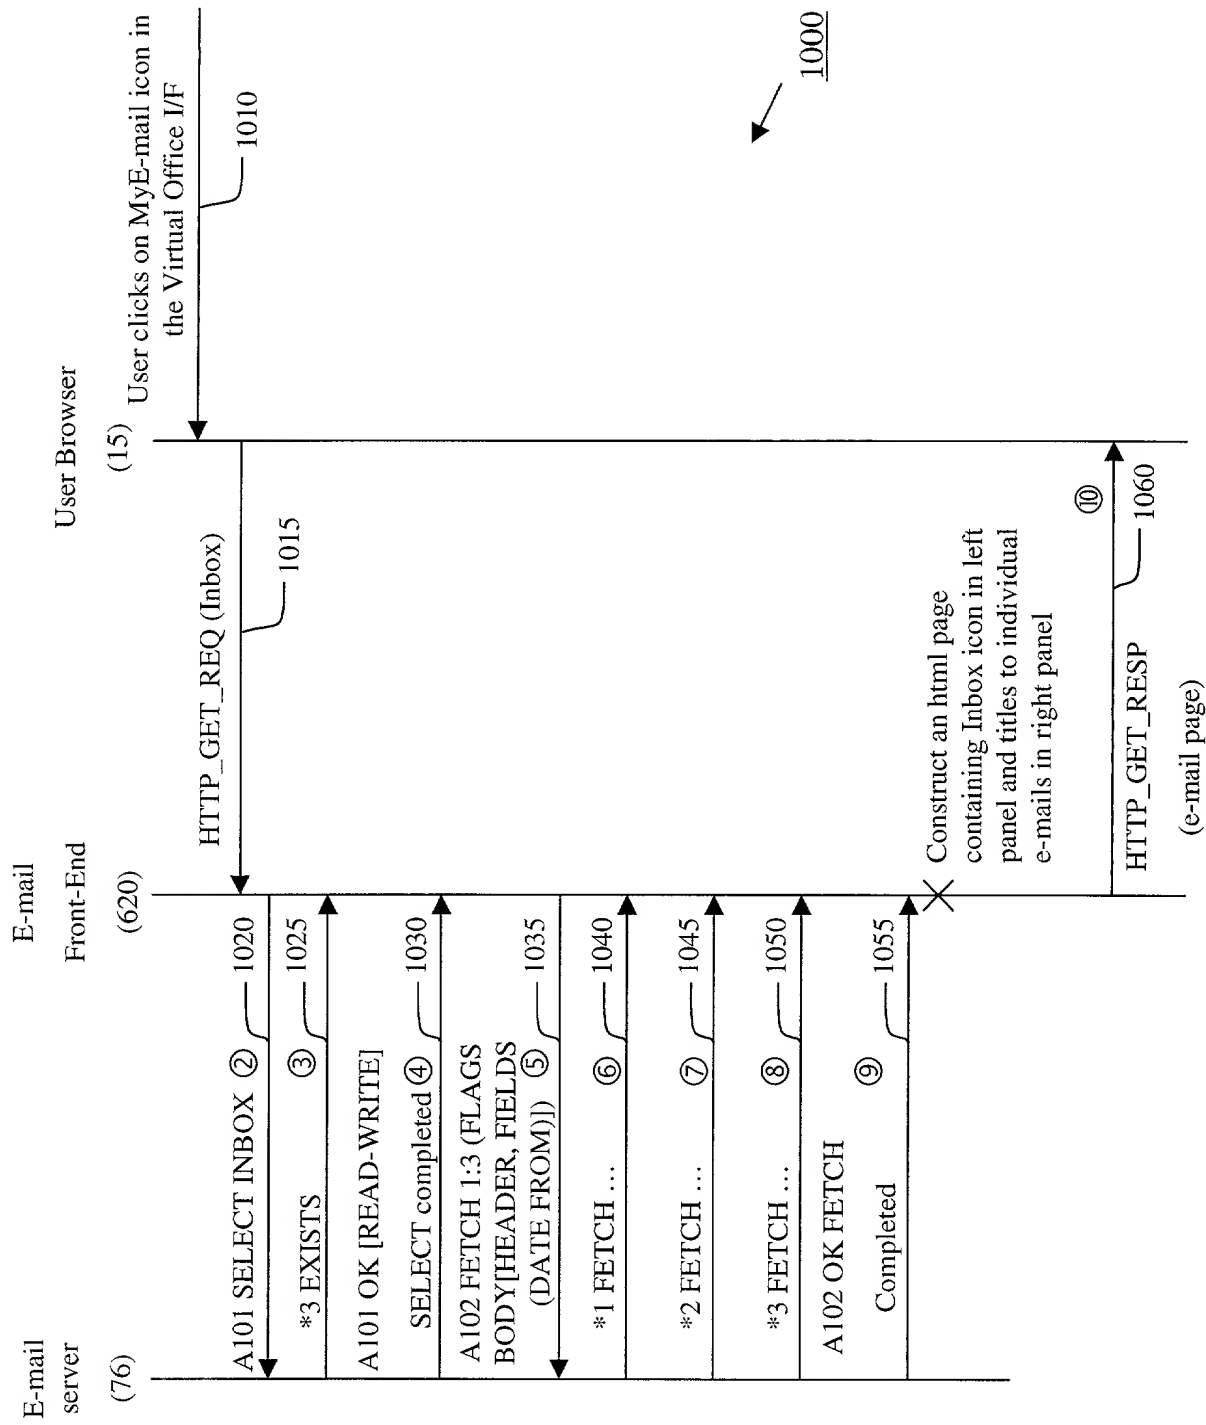 E-mail
server
(76)
E-mail
Front-End
(620)
User Browser
(15)
User clicks on MyE-mail icon in
the Virtual Office I/F
1010
HTTP_GET_REQ (Inbox)
1015
A101 SELECT INBOX ②
1020
*3 EXISTS ③
1025
A101 OK [READ-WRITE]
SELECT completed ④
1030
A102 FETCH 1:3 (FLAGS
BODY[HEADER, FIELDS
(DATE FROM)]) ⑤
1035
*1 FETCH … ⑥
1040
*2 FETCH … ⑦
1045
*3 FETCH … ⑧
1050
A102 OK FETCH
Completed ⑨
1055
Construct an html page
containing Inbox icon in left
panel and titles to individual
e-mails in right panel
HTTP_GET_RESP ⑩
(e-mail page)
1060
1000